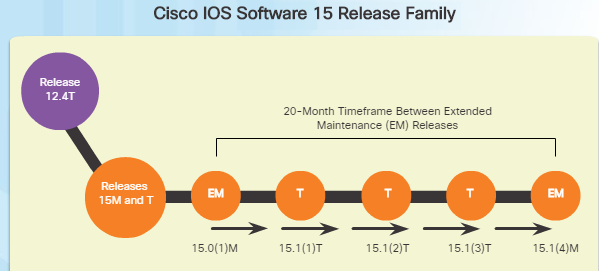 Cisco IOS Software 15 Release Family
Release
12.4T
20-Month Timeframe Between Extended
Maintenance (EM) Releases
Releases
15M and T
EM
T
T
T
EM
15.0(1)M
15.1(1)T
15.1(2)T
15.1(3)T
15.1(4)M